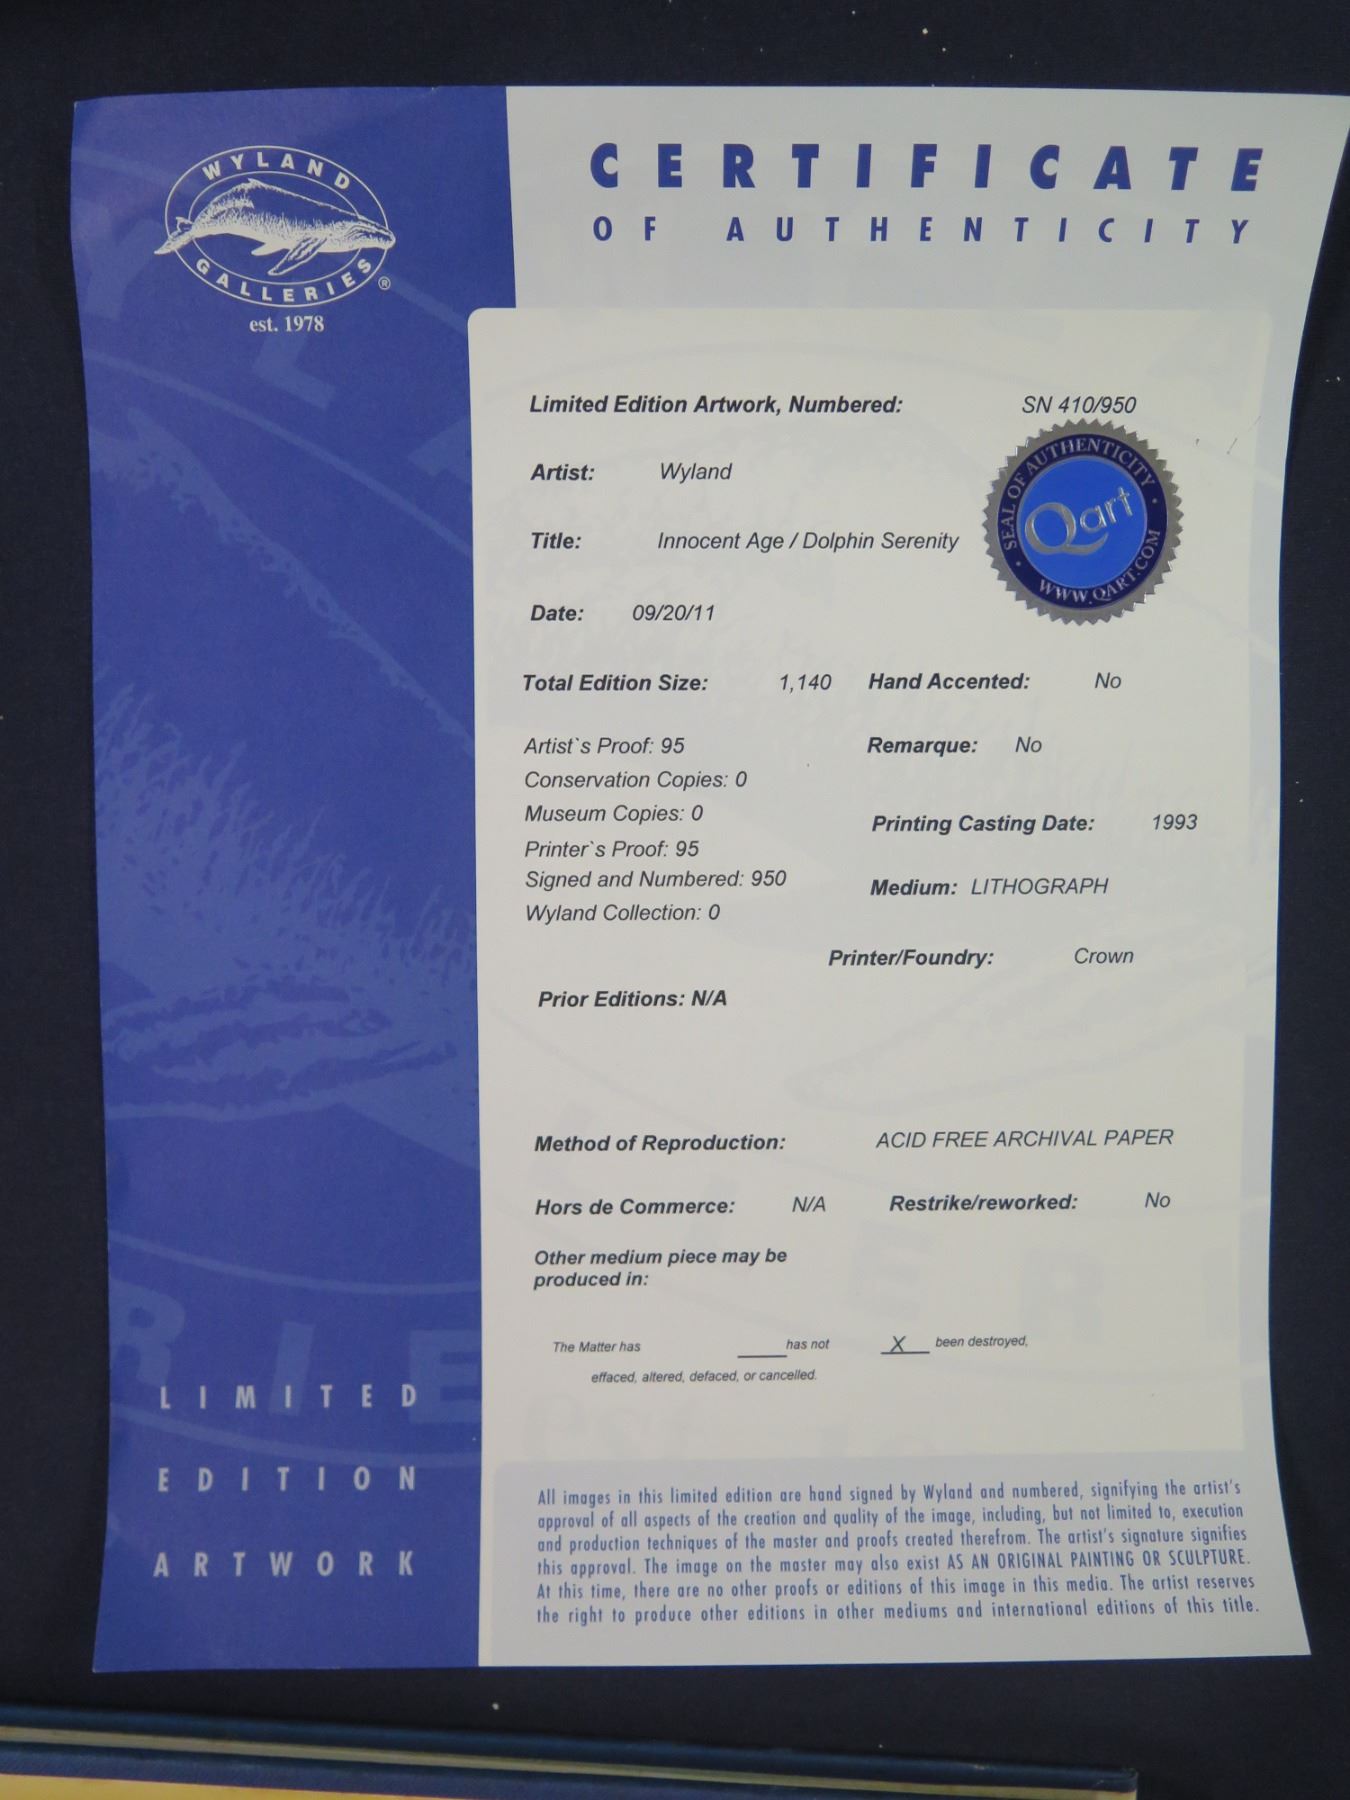 WYLAND
GALLERIES®
est. 1978
CERTIFICATE
OF AUTHENTICITY
Limited Edition Artwork, Numbered: SN 410/950
SEAL OF AUTHENTICITY
Qart
WWW.QART.COM
Artist: Wyland
Title: Innocent Age / Dolphin Serenity
Date: 09/20/11
Total Edition Size: 1,140 Hand Accented: No
Artist`s Proof: 95 Remarque: No
Conservation Copies: 0
Museum Copies: 0 Printing Casting Date: 1993
Printer`s Proof: 95
Signed and Numbered: 950 Medium: LITHOGRAPH
Wyland Collection: 0
Printer/Foundry: Crown
Prior Editions: N/A
Method of Reproduction: ACID FREE ARCHIVAL PAPER
Hors de Commerce: N/A Restrike/reworked: No
Other medium piece may be
produced in:
The Matter has ____ has not X been destroyed,
effaced, altered, defaced, or cancelled.
LIMITED
EDITION
ARTWORK
All images in this limited edition are hand signed by Wyland and numbered, signifying the artist's
approval of all aspects of the creation and quality of the image, including, but not limited to, execution
and production techniques of the master and proofs created therefrom. The artist's signature signifies
this approval. The image on the master may also exist AS AN ORIGINAL PAINTING OR SCULPTURE.
At this time, there are no other proofs or editions of this image in this media. The artist reserves
the right to produce other editions in other mediums and international editions of this title.